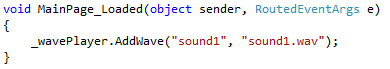 void MainPage_Loaded(object sender, RoutedEventArgs e)
{
    _wavePlayer.AddWave("sound1", "sound1.wav");
}